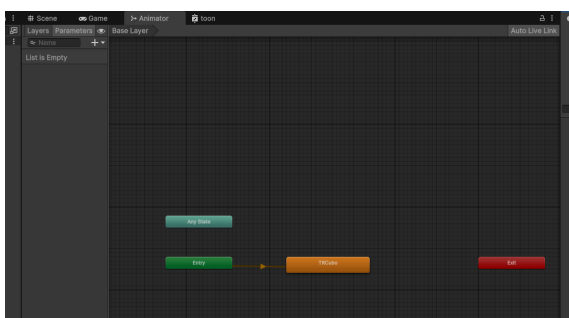 Scene
Game
Animator
toon
Layers Parameters
Base Layer
Auto Live Link
Name
List is Empty
Any State
Entry
TiltCube
Exit